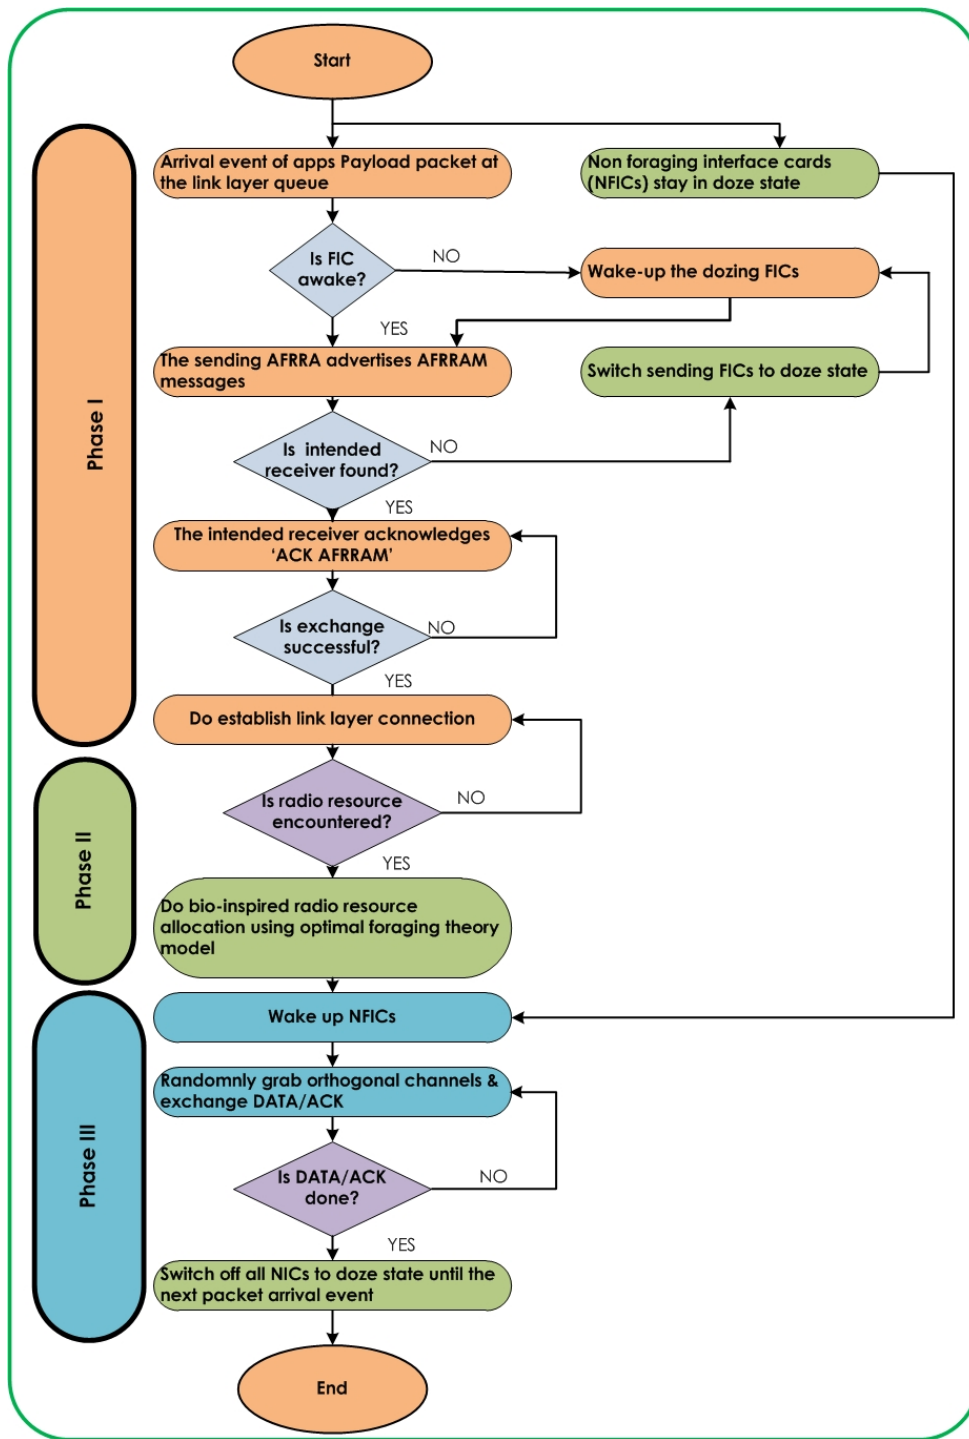 Start
Phase I
Arrival event of apps Payload packet at
the link layer queue
Non foraging interface cards
(NFICs) stay in doze state
Is FIC
awake?
NO
Wake-up the dozing FICs
YES
The sending AFRRA advertises AFRRAM
messages
Switch sending FICs to doze state
Is intended
receiver found?
NO
YES
The intended receiver acknowledges
‘ACK AFRRAM’
Is exchange
successful?
NO
YES
Do establish link layer connection
Phase II
Is radio resource
encountered?
NO
YES
Do bio-inspired radio resource
allocation using optimal foraging theory
model
Phase III
Wake up NFICs
Randomnly grab orthogonal channels &
exchange DATA/ACK
Is DATA/ACK
done?
NO
YES
Switch off all NICs to doze state until the
next packet arrival event
End